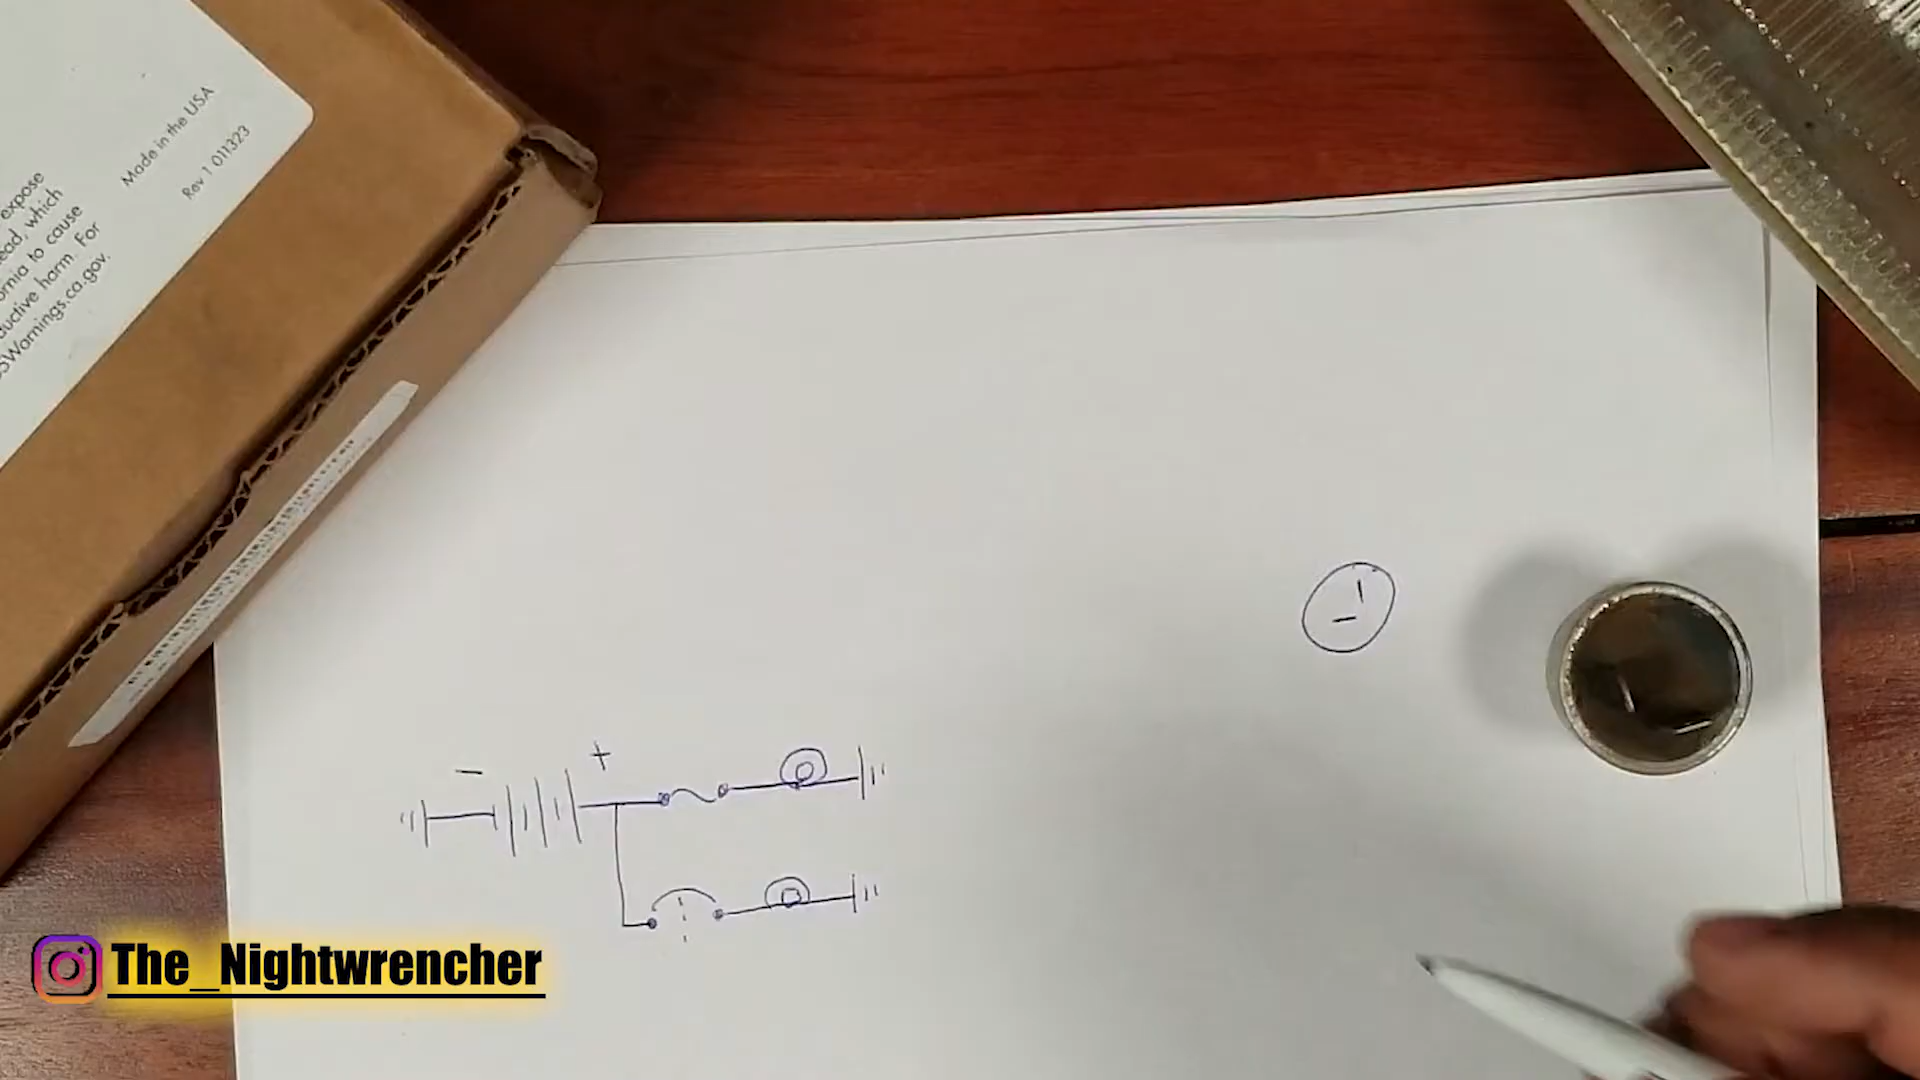 Made in the USA
Rev 1 011323
expose
ead, which
ornia to cause
ductive harm. For
5Warnings.ca.gov.
+
-
The_Nightwrencher